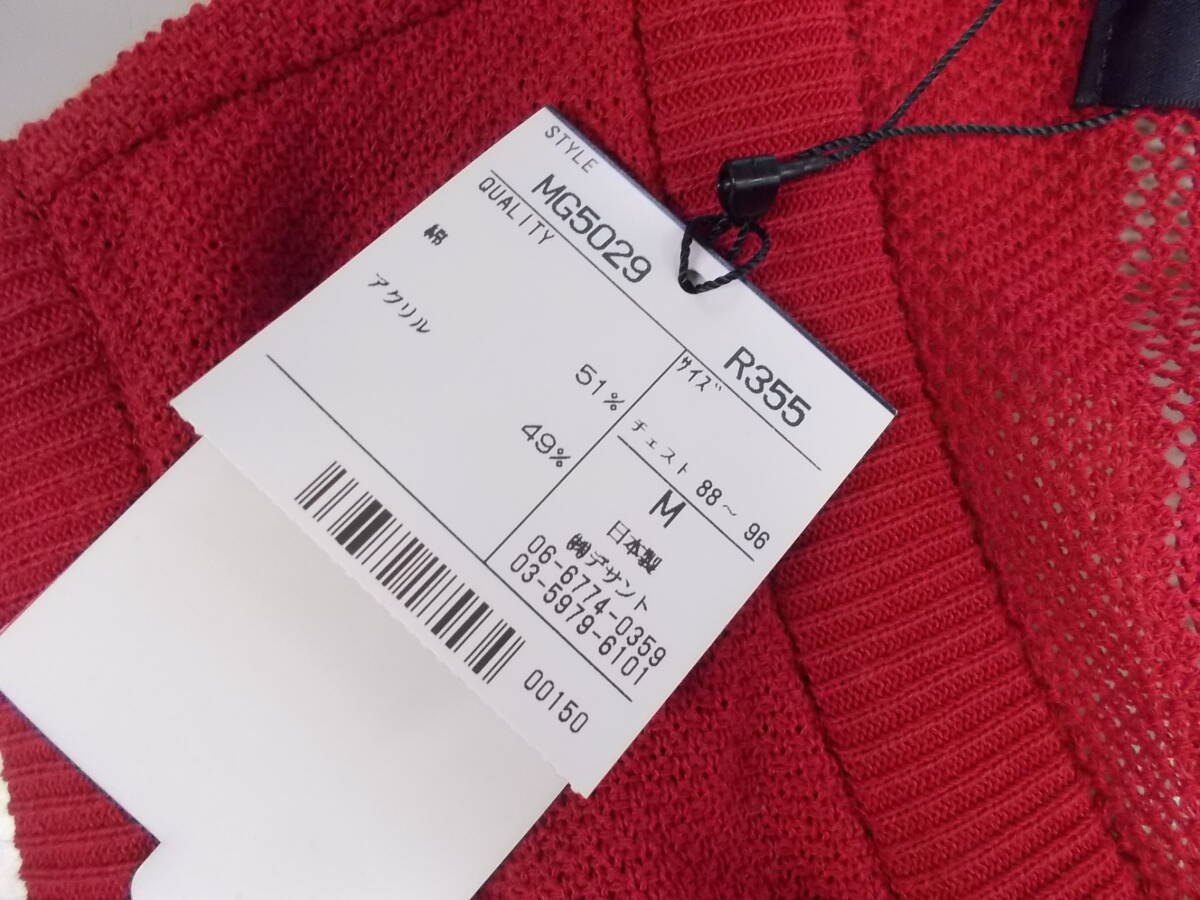 STYLE
MG5029 R355
QUALITY
綿 51%
アクリル 49%
サイズ
チェスト 88～96
M
日本製
㈱デサント
06-6774-0359
03-5979-6101
00150